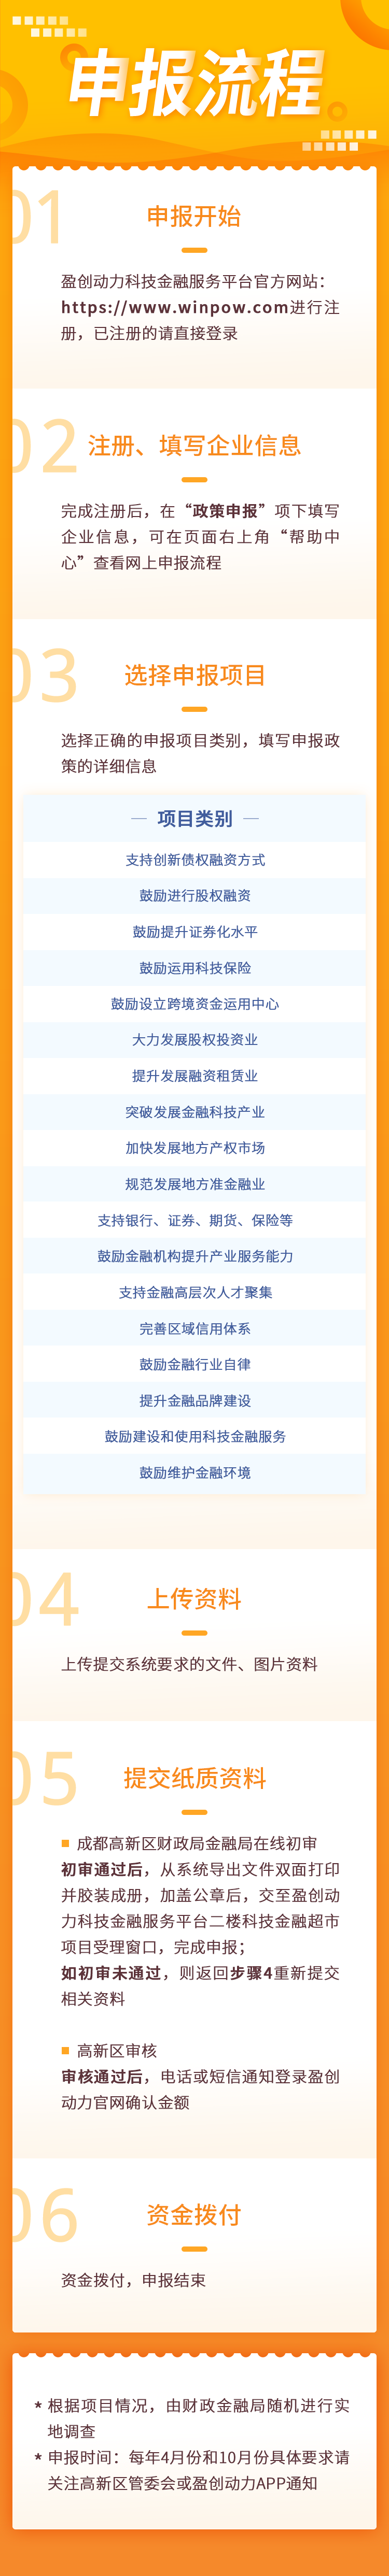 申报流程
01
申报开始
盈创动力科技金融服务平台官方网站：
https://www.winpow.com进行注
册，已注册的请直接登录
02
注册、填写企业信息
完成注册后，在“政策申报”项下填写
企业信息，可在页面右上角“帮助中
心”查看网上申报流程
03
选择申报项目
选择正确的申报项目类别，填写申报政
策的详细信息
项目类别
支持创新债权融资方式
鼓励进行股权融资
鼓励提升证券化水平
鼓励运用科技保险
鼓励设立跨境资金运用中心
大力发展股权投资业
提升发展融资租赁业
突破发展金融科技产业
加快发展地方产权市场
规范发展地方准金融业
支持银行、证券、期货、保险等
鼓励金融机构提升产业服务能力
支持金融高层次人才聚集
完善区域信用体系
鼓励金融行业自律
提升金融品牌建设
鼓励建设和使用科技金融服务
鼓励维护金融环境
04
上传资料
上传提交系统要求的文件、图片资料
05
提交纸质资料
成都高新区财政局金融局在线初审
初审通过后，从系统导出文件双面打印
并胶装成册，加盖公章后，交至盈创动
力科技金融服务平台二楼科技金融超市
项目受理窗口，完成申报；
如初审未通过，则返回步骤4重新提交
相关资料
高新区审核
审核通过后，电话或短信通知登录盈创
动力官网确认金额
06
资金拨付
资金拨付，申报结束
* 根据项目情况，由财政金融局随机进行实
地调查
* 申报时间：每年4月份和10月份具体要求请
关注高新区管委会或盈创动力APP通知